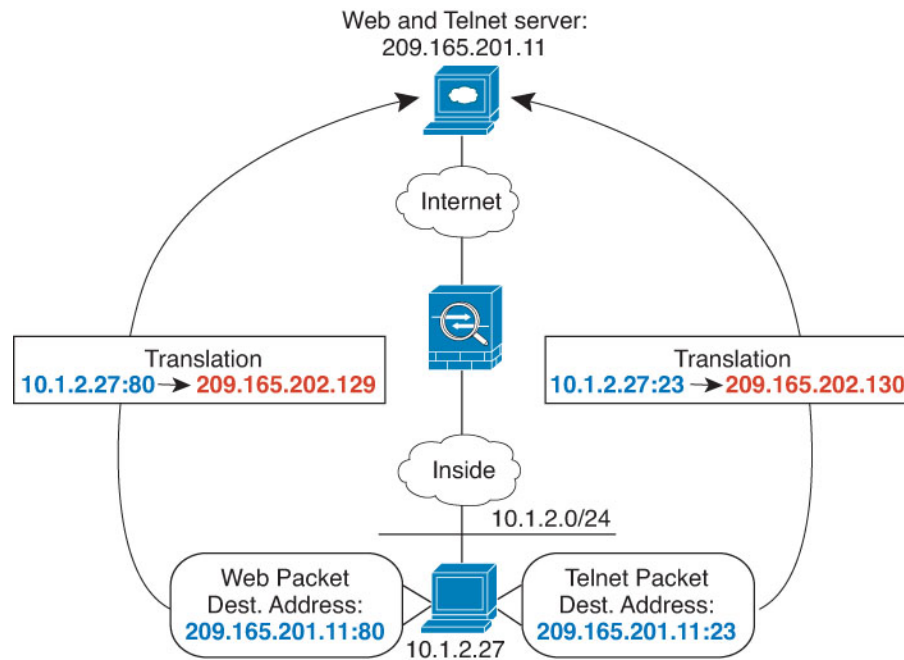 Web and Telnet server:
209.165.201.11
Internet
Translation
10.1.2.27:80 → 209.165.202.129
Translation
10.1.2.27:23 → 209.165.202.130
Inside
10.1.2.0/24
Web Packet
Dest. Address:
209.165.201.11:80
Telnet Packet
Dest. Address:
209.165.201.11:23
10.1.2.27